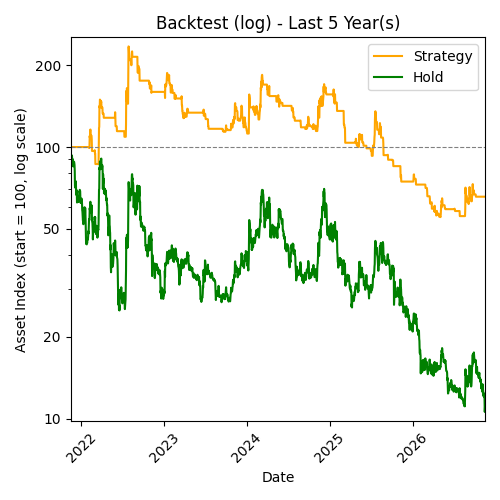 Backtest (log) - Last 5 Year(s)
Strategy
Hold
Asset Index (start = 100, log scale)
200
100
50
20
10
2022
2023
2024
2025
2026
Date